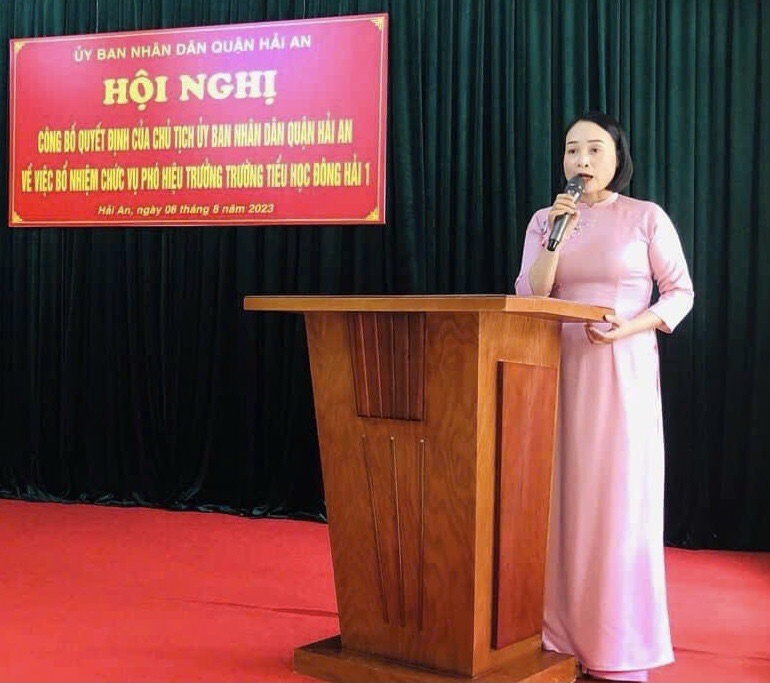 ỦY BAN NHÂN DÂN QUẬN HẢI AN
HỘI NGHỊ
CÔNG BỐ QUYẾT ĐỊNH CỦA CHỦ TỊCH ỦY BAN NHÂN DÂN QUẬN HẢI AN
VỀ VIỆC BỔ NHIỆM CHỨC VỤ PHÓ HIỆU TRƯỞNG TRƯỜNG TIỂU HỌC ĐÔNG HẢI 1
Hải An, ngày 08 tháng 8 năm 2023